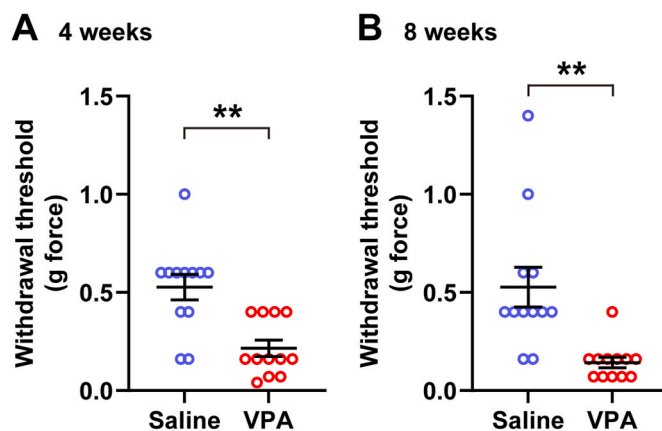 A 4 weeks
Withdrawal threshold
(g force)
1.5
1.0
0.5
0.0
**
Saline
VPA
B 8 weeks
Withdrawal threshold
(g force)
1.5
1.0
0.5
0.0
**
Saline
VPA